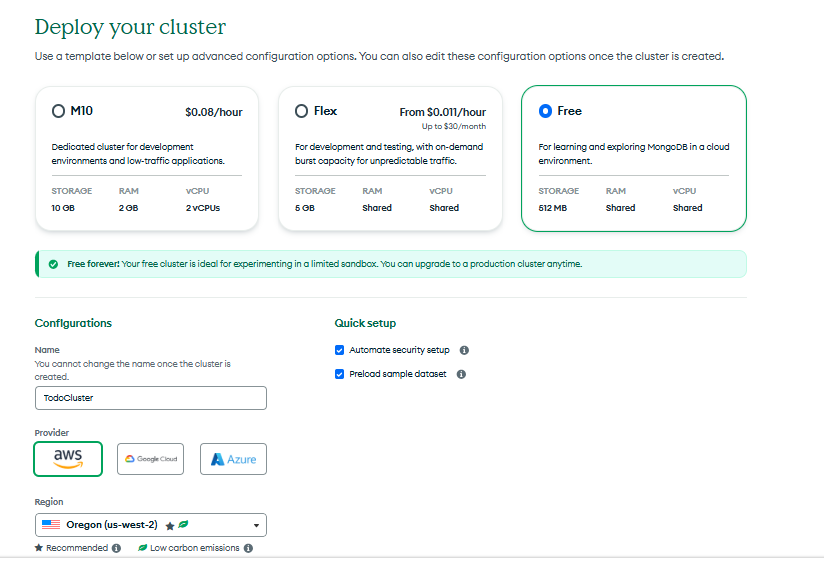 Deploy your cluster
Use a template below or set up advanced configuration options. You can also edit these configuration options once the cluster is created.
M10 $0.08/hour
Dedicated cluster for development
environments and low-traffic applications.
STORAGE RAM vCPU
10 GB 2 GB 2 vCPUs
Flex From $0.011/hour
Up to $30/month
For development and testing, with on-demand
burst capacity for unpredictable traffic.
STORAGE RAM vCPU
5 GB Shared Shared
Free
For learning and exploring MongoDB in a cloud
environment.
STORAGE RAM vCPU
512 MB Shared Shared
Free forever! Your free cluster is ideal for experimenting in a limited sandbox. You can upgrade to a production cluster anytime.
Configurations
Name
You cannot change the name once the cluster is
created.
TodoCluster
Provider
aws Google Cloud Azure
Region
Oregon (us-west-2)
Recommended Low carbon emissions
Quick setup
Automate security setup
Preload sample dataset